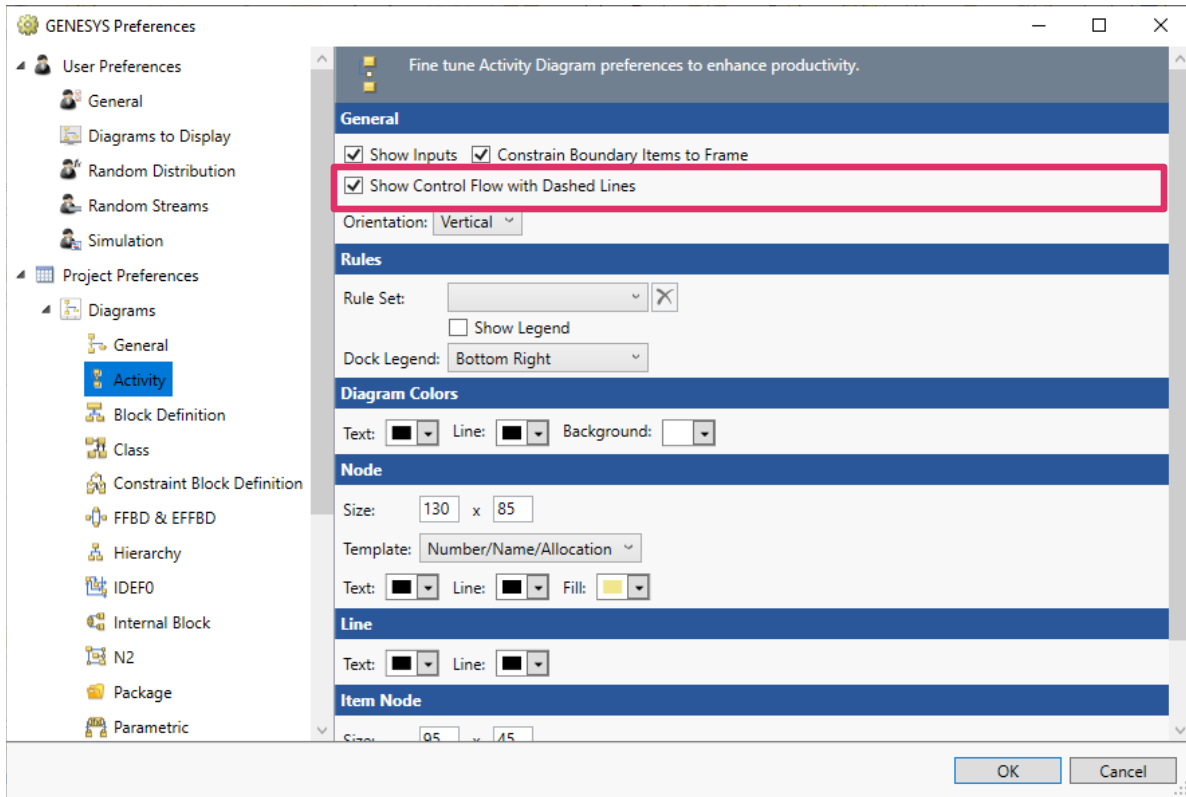 GENESYS Preferences
User Preferences
General
Diagrams to Display
Random Distribution
Random Streams
Simulation
Project Preferences
Diagrams
General
Activity
Block Definition
Class
Constraint Block Definition
FFBD & EFFBD
Hierarchy
IDEF0
Internal Block
N2
Package
Parametric
Fine tune Activity Diagram preferences to enhance productivity.
General
Show Inputs Constrain Boundary Items to Frame
Show Control Flow with Dashed Lines
Orientation: Vertical
Rules
Rule Set:
Show Legend
Dock Legend: Bottom Right
Diagram Colors
Text: Line: Background:
Node
Size: 130 x 85
Template: Number/Name/Allocation
Text: Line: Fill:
Line
Text: Line:
Item Node
Size: 95 x 45
OK Cancel